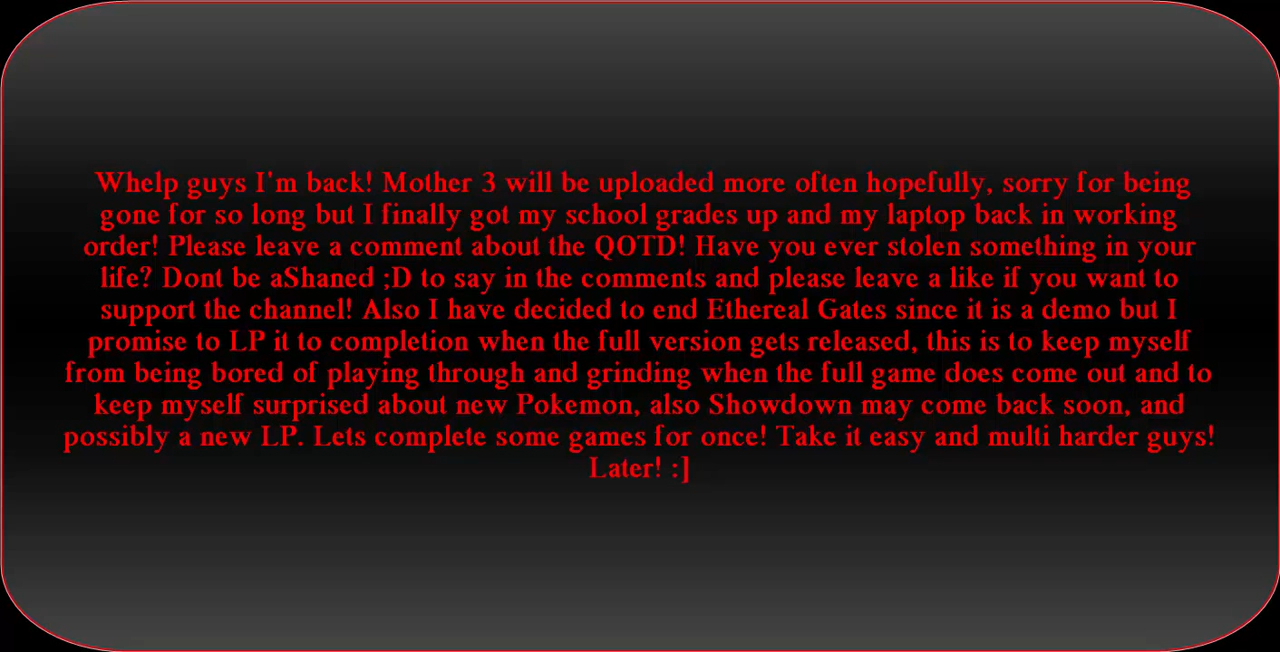 Whelp guys I'm back! Mother 3 will be uploaded more often hopefully, sorry for being
gone for so long but I finally got my school grades up and my laptop back in working
order! Please leave a comment about the QOTD! Have you ever stolen something in your
life? Dont be aShaned ;D to say in the comments and please leave a like if you want to
support the channel! Also I have decided to end Ethereal Gates since it is a demo but I
promise to LP it to completion when the full version gets released, this is to keep myself
from being bored of playing through and grinding when the full game does come out and to
keep myself surprised about new Pokemon, also Showdown may come back soon, and
possibly a new LP. Lets complete some games for once! Take it easy and multi harder guys!
Later! :]